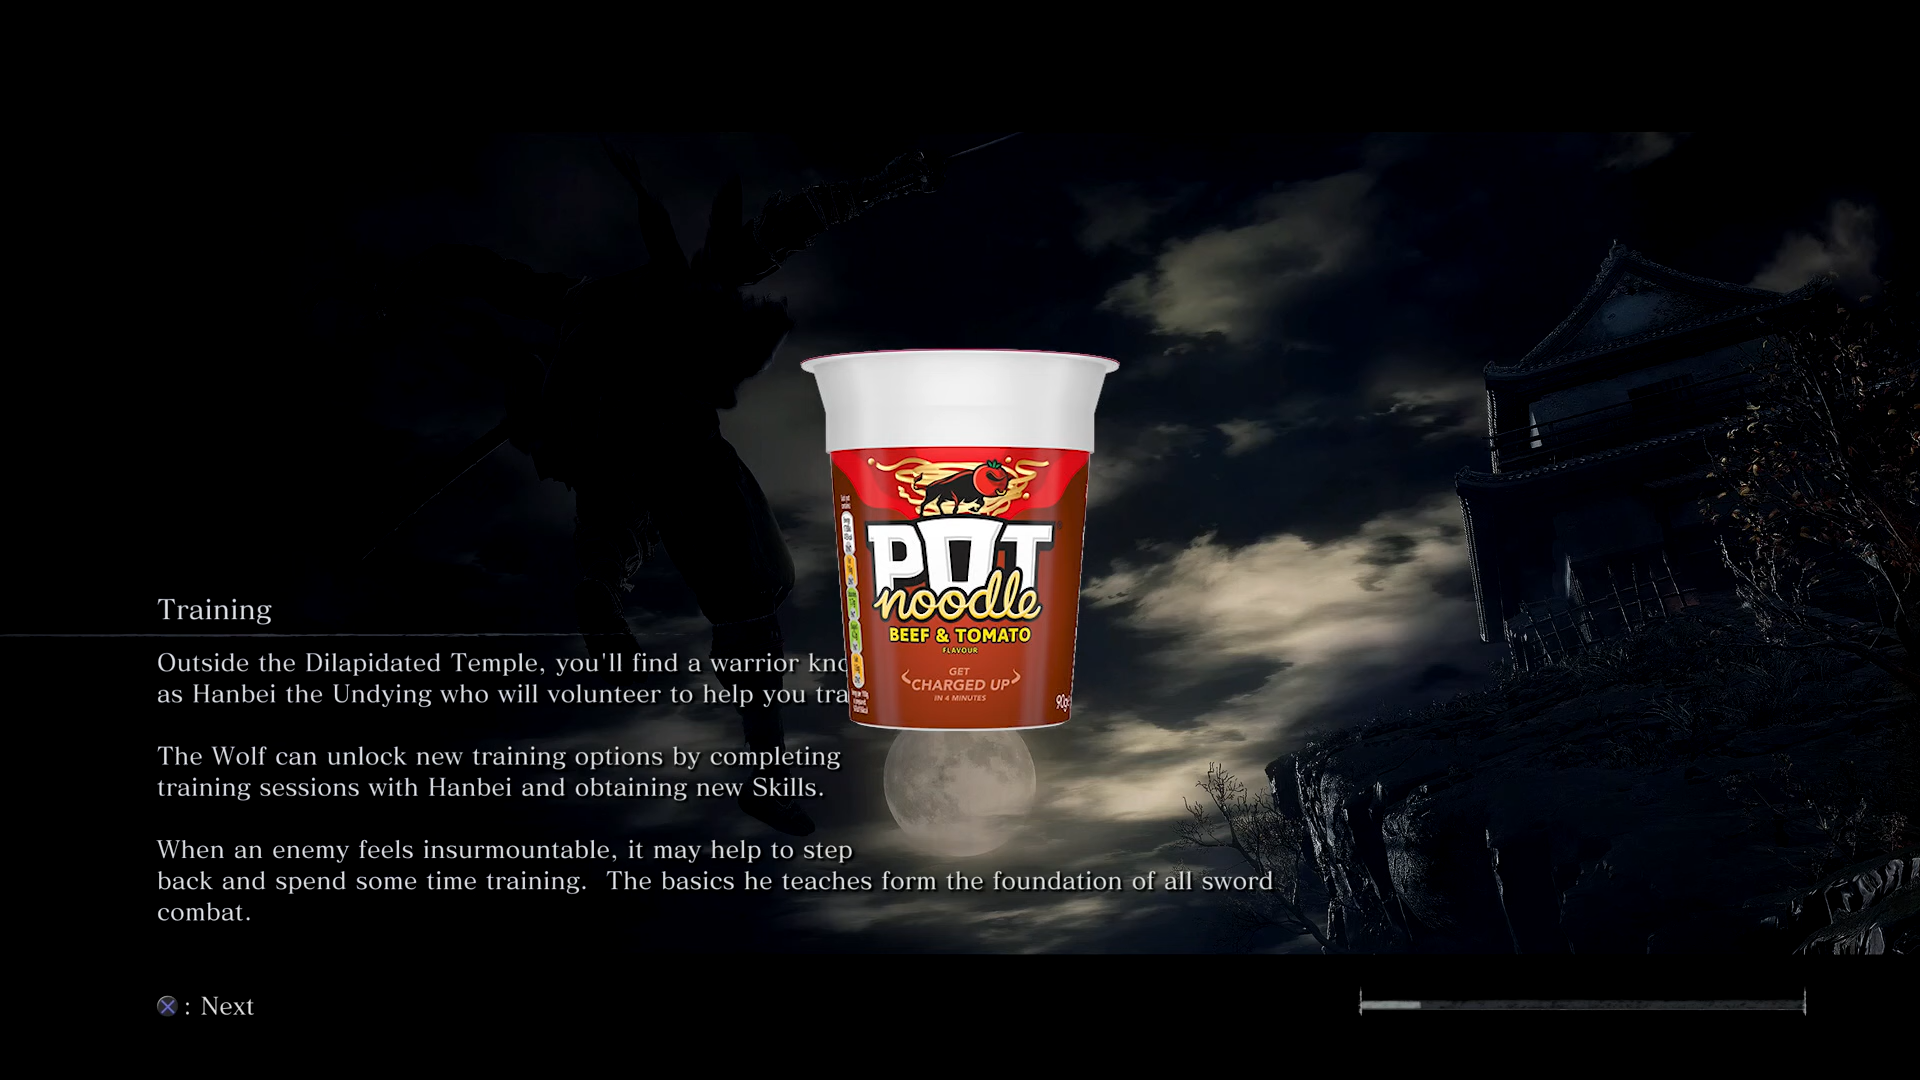 POT
noodle
BEEF & TOMATO
FLAVOUR
GET
CHARGED UP
IN 4 MINUTES
Training
Outside the Dilapidated Temple, you'll find a warrior
as Hanbei the Undying who will volunteer to help you
The Wolf can unlock new training options by completing
training sessions with Hanbei and obtaining new Skills.
When an enemy feels insurmountable, it may help to step
back and spend some time training. The basics he teaches form the foundation of all sword
combat.
: Next